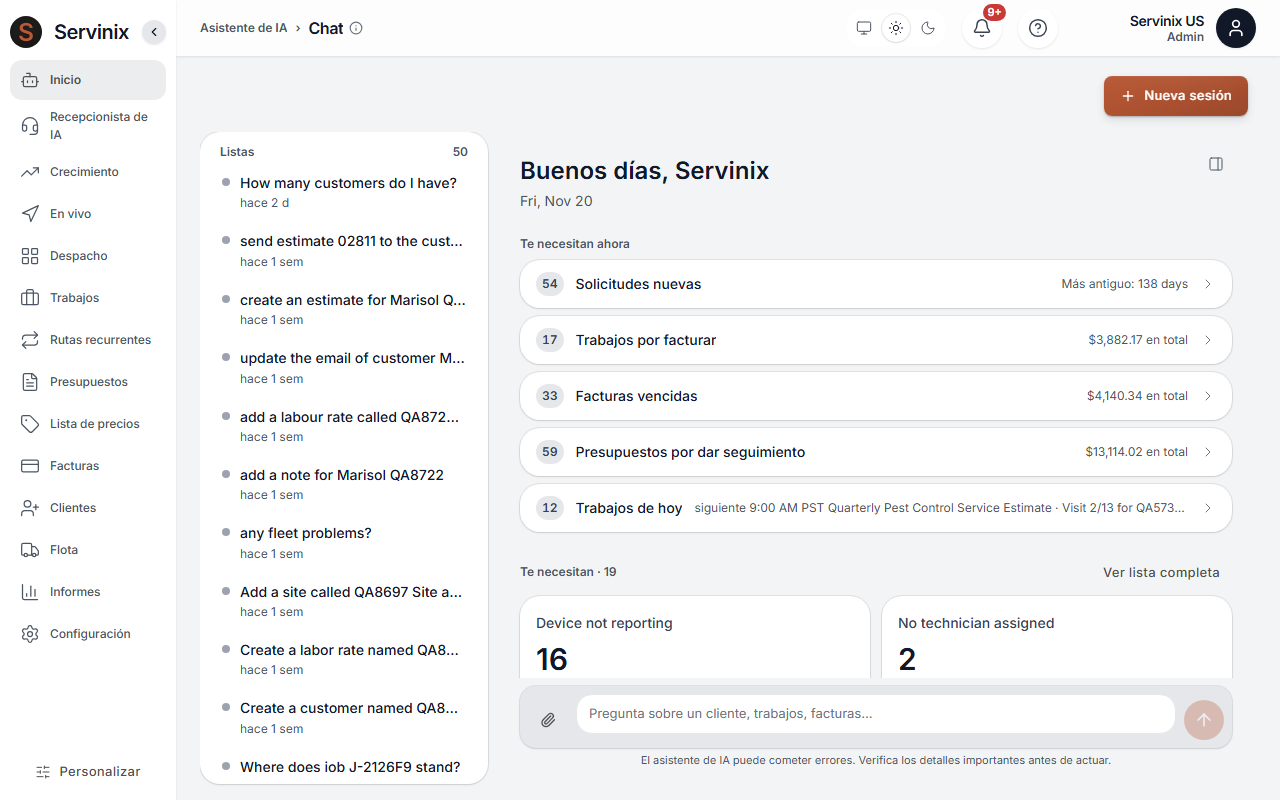 S Servinix
Asistente de IA › Chat
9+
Servinix US
Admin
Inicio
Recepcionista de
IA
Crecimiento
En vivo
Despacho
Trabajos
Rutas recurrentes
Presupuestos
Lista de precios
Facturas
Clientes
Flota
Informes
Configuración
Personalizar
+ Nueva sesión
Listas 50
How many customers do I have?
hace 2 d
send estimate 02811 to the cust...
hace 1 sem
create an estimate for Marisol Q...
hace 1 sem
update the email of customer M...
hace 1 sem
add a labour rate called QA872...
hace 1 sem
add a note for Marisol QA8722
hace 1 sem
any fleet problems?
hace 1 sem
Add a site called QA8697 Site a...
hace 1 sem
Create a labor rate named QA8...
hace 1 sem
Create a customer named QA8...
hace 1 sem
Where does job J-2126F9 stand?
Buenos días, Servinix
Fri, Nov 20
Te necesitan ahora
54 Solicitudes nuevas Más antiguo: 138 days
17 Trabajos por facturar $3,882.17 en total
33 Facturas vencidas $4,140.34 en total
59 Presupuestos por dar seguimiento $13,114.02 en total
12 Trabajos de hoy siguiente 9:00 AM PST Quarterly Pest Control Service Estimate · Visit 2/13 for QA573...
Te necesitan · 19 Ver lista completa
Device not reporting
16
No technician assigned
2
Pregunta sobre un cliente, trabajos, facturas...
El asistente de IA puede cometer errores. Verifica los detalles importantes antes de actuar.